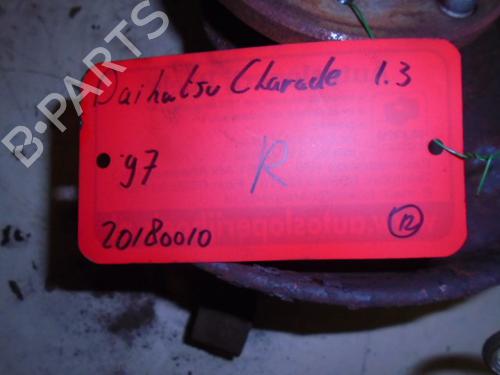 Daihatsu Charade 1.3
'97 R
20180010 12
B-PARTS